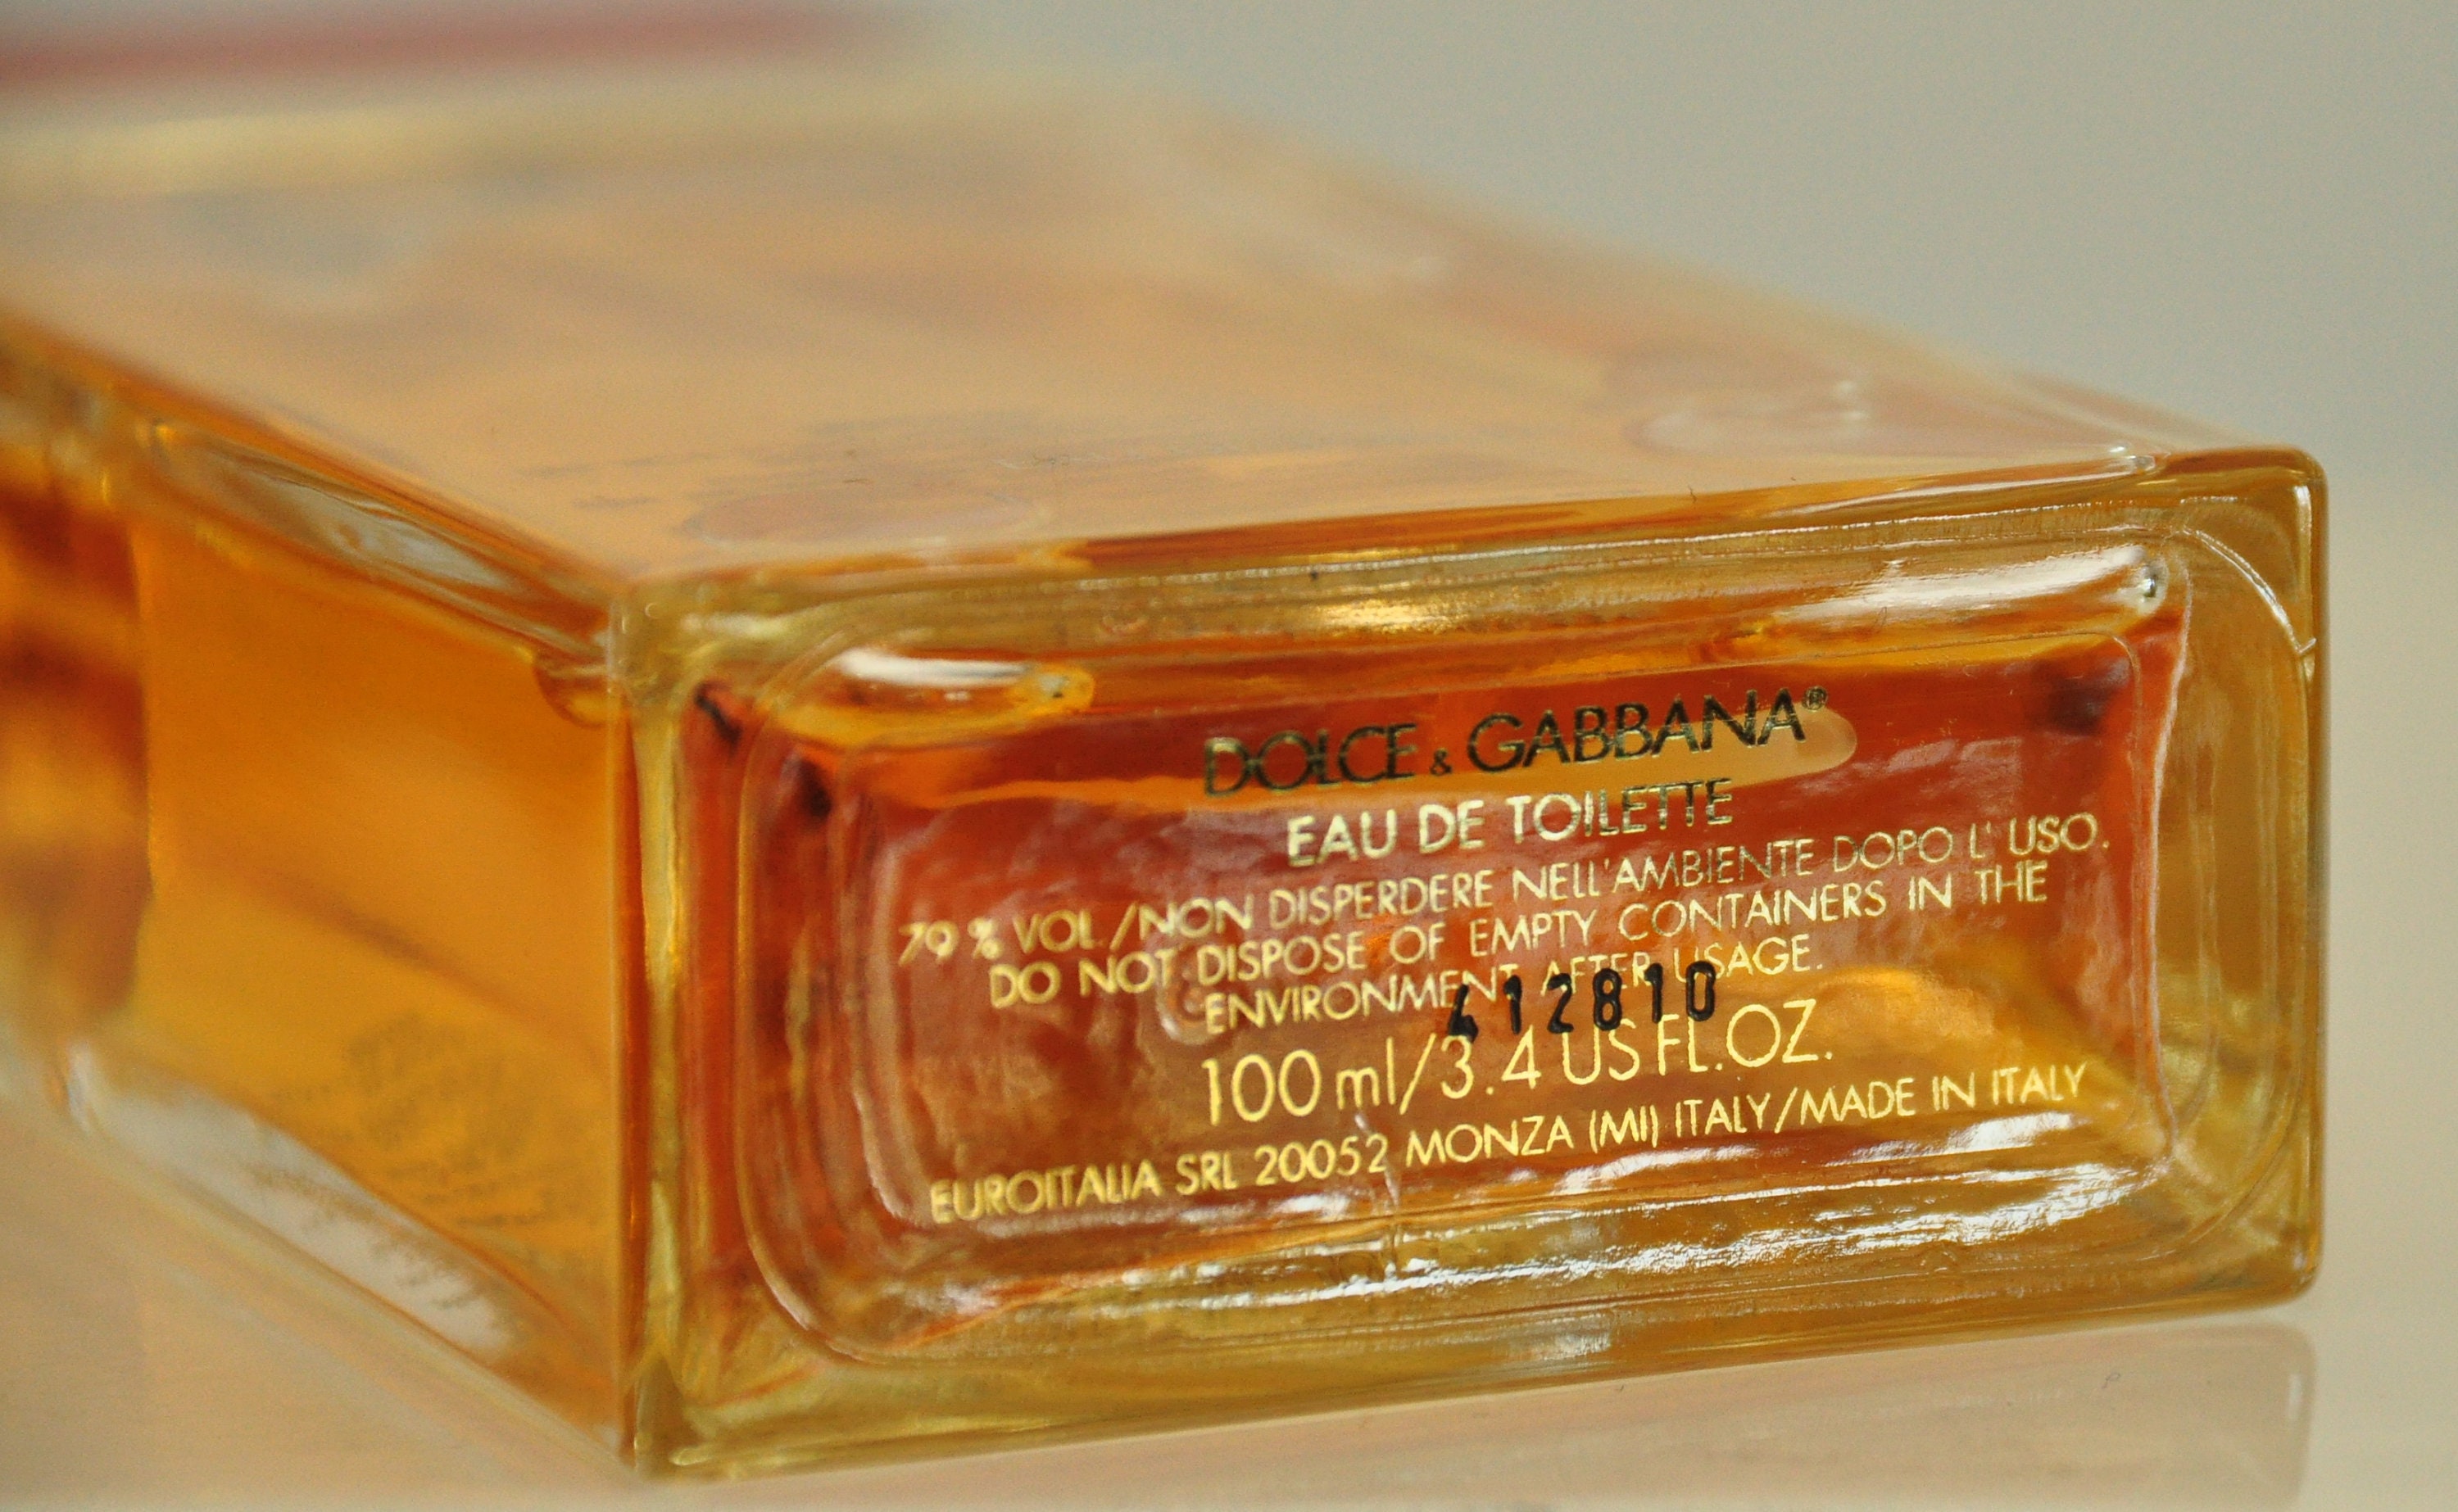 DOLCE & GABBANA®
EAU DE TOILETTE
79 % VOL./NON DISPERDERE NELL'AMBIENTE DOPO L' USO.
DO NOT DISPOSE OF EMPTY CONTAINERS IN THE
ENVIRONMENT AFTER USAGE.
412810
100 ml/3.4 US FL.OZ.
EUROITALIA SRL 20052 MONZA (MI) ITALY/MADE IN ITALY